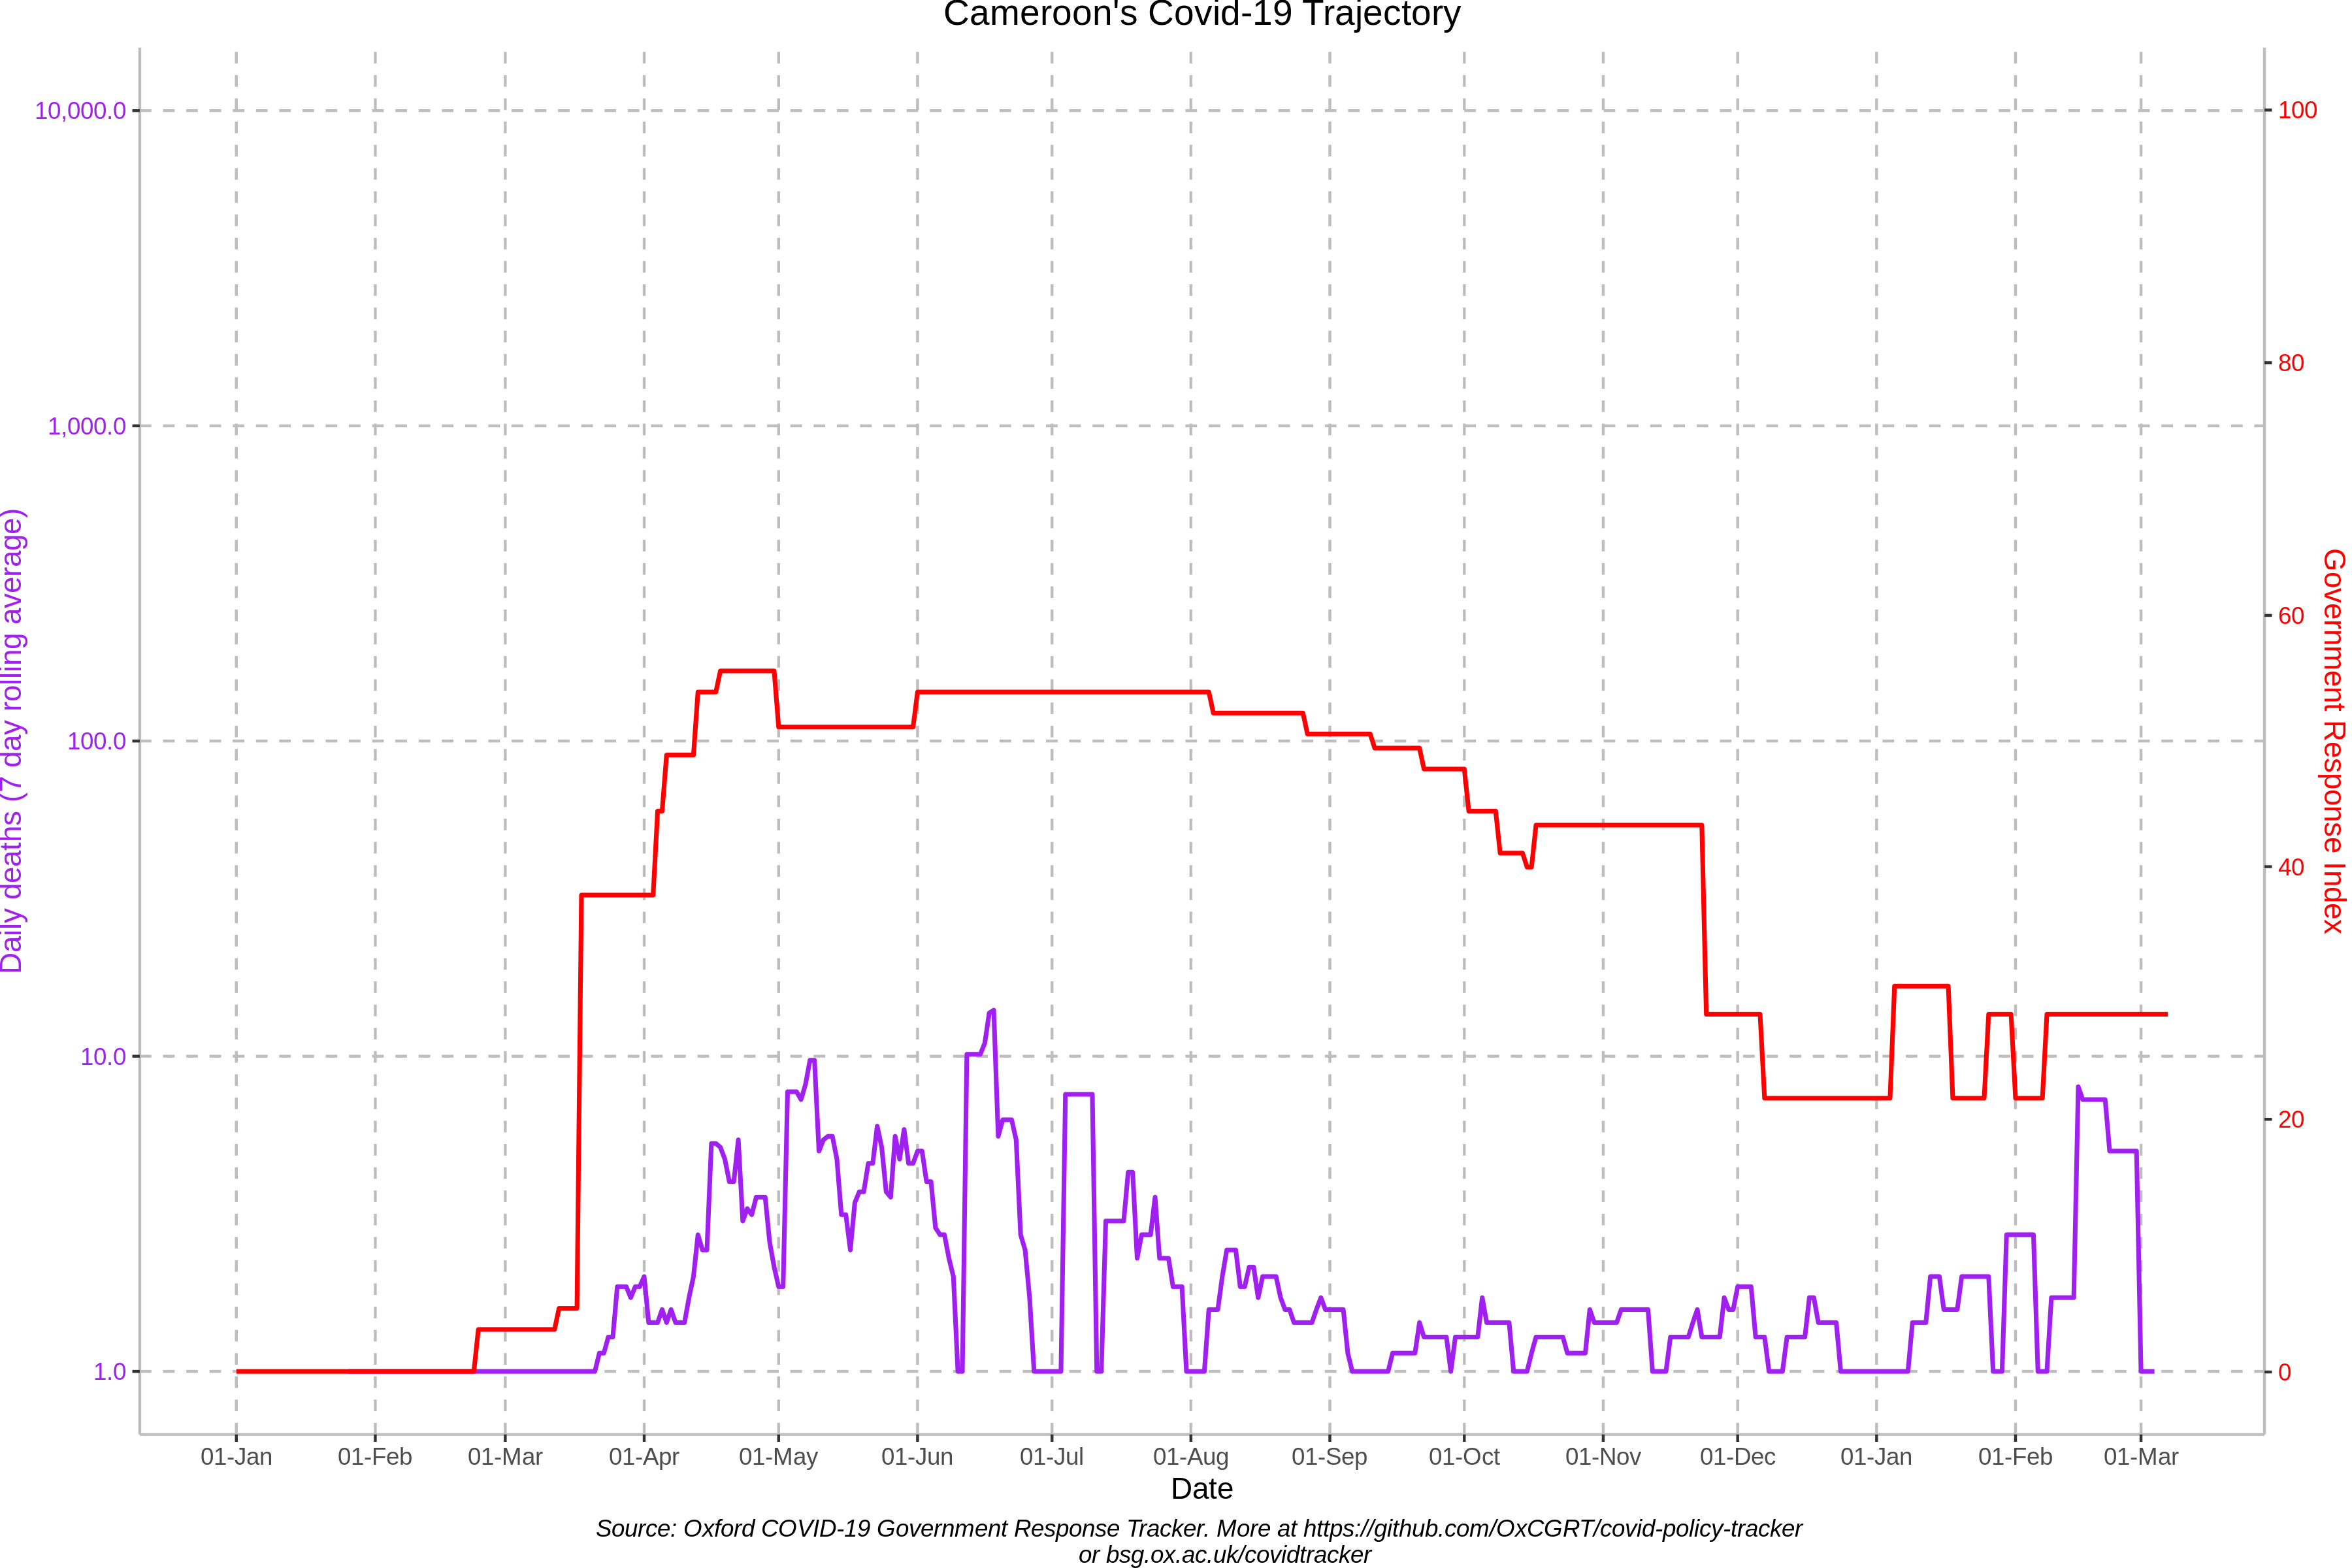 Cameroon's Covid-19 Trajectory
10,000.0
1,000.0
100.0
10.0
1.0
Daily deaths (7 day rolling average)
100
80
60
40
20
0
Government Response Index
01-Jan 01-Feb 01-Mar 01-Apr 01-May 01-Jun 01-Jul 01-Aug 01-Sep 01-Oct 01-Nov 01-Dec 01-Jan 01-Feb 01-Mar
Date
Source: Oxford COVID-19 Government Response Tracker. More at https://github.com/OxCGRT/covid-policy-tracker
or bsg.ox.ac.uk/covidtracker